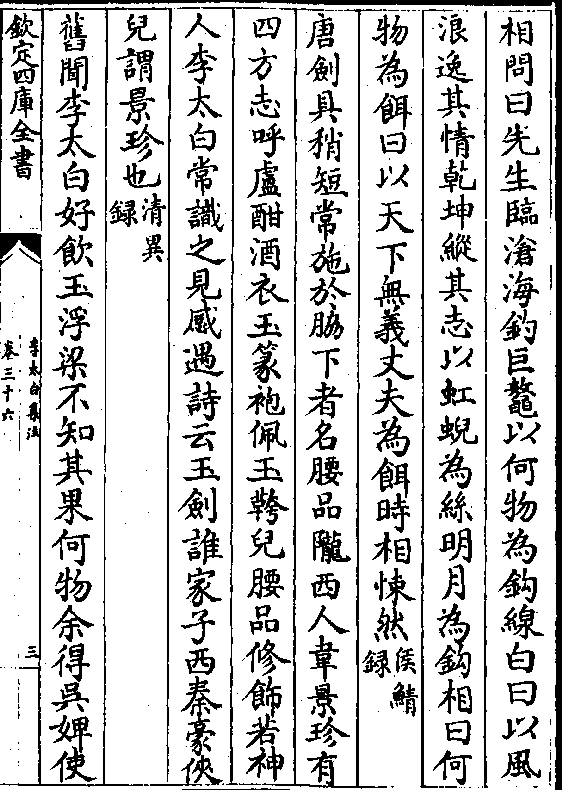 相問曰先生臨滄海釣巨鼇以何物為鈎線白曰以風
浪逸其情乾坤縱其志以虹蜺為絲明月為鈎相曰何
物為餌曰以天下無義丈夫為餌時相悚然侯鯖録
唐劍具稍短常施於脇下者名腰品隴西人韋景珍有
四方志呼盧酣酒衣玉篆袍佩玉鞶兒腰品修飾若神
人李太白常識之見感遇詩云玉劍誰家子西秦豪俠
兒謂景珍也清異録
舊聞李太白好飲玉浮梁不知其果何物余得吳婢使
欽定四庫全書
李太白集注
卷三十六
三